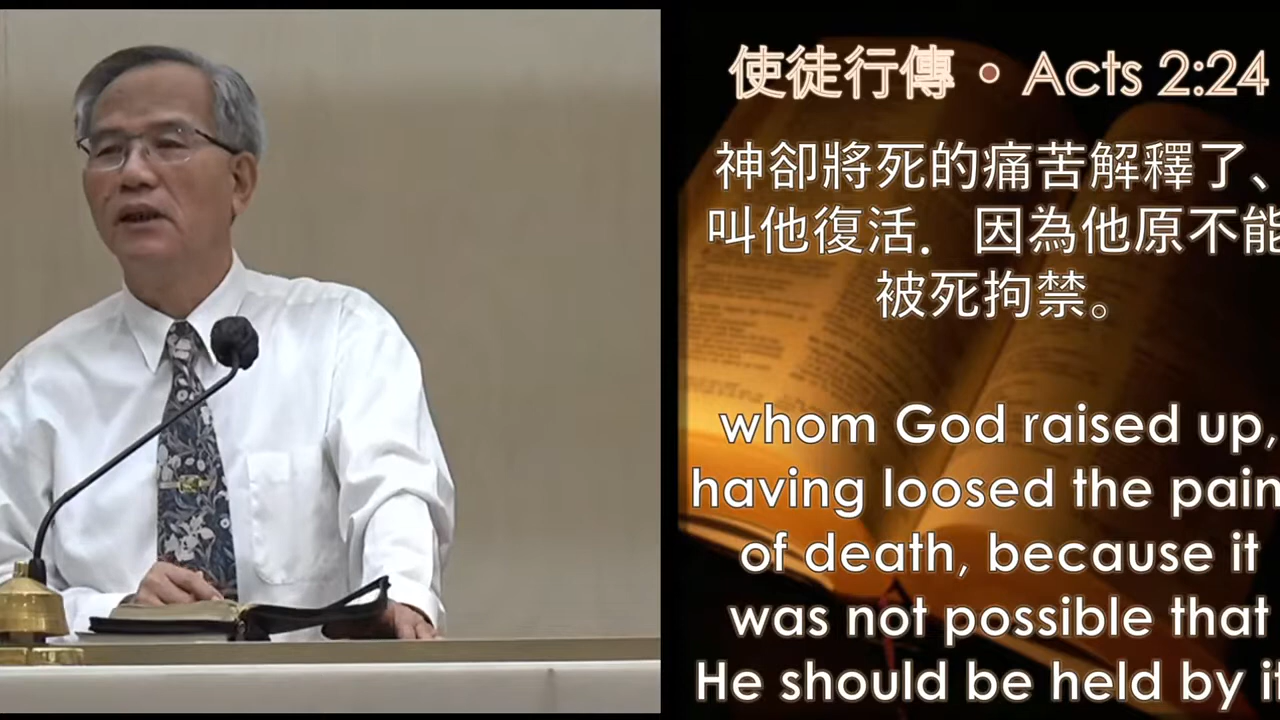 使徒行傳 • Acts 2:24
神卻將死的痛苦解釋了、
叫他復活． 因為他原不能
被死拘禁。
whom God raised up,
having loosed the pain
of death, because it
was not possible that
He should be held by it